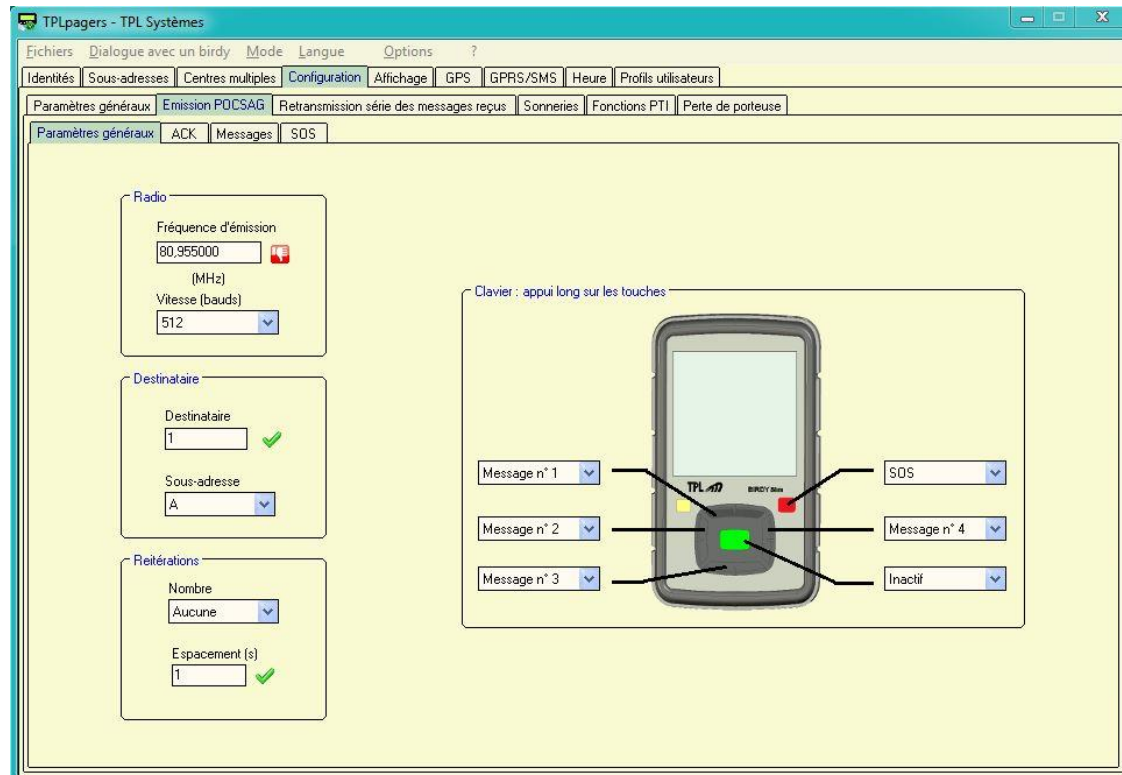 TPLpagers - TPL Systèmes
Fichiers Dialogue avec un birdy Mode Langue Options ?
Identités Sous-adresses Centres multiples Configuration Affichage GPS GPRS/SMS Heure Profils utilisateurs
Paramètres généraux Emission POCSAG Retransmission série des messages reçus Sonneries Fonctions PTI Perte de porteuse
Paramètres généraux ACK Messages SOS
Radio
Fréquence d'émission
80,955000
(MHz)
Vitesse (bauds)
512
Destinataire
Destinataire
1
Sous-adresse
A
Reitérations
Nombre
Aucune
Espacement (s)
1
Clavier : appui long sur les touches
Message n° 1
SOS
TPL BIRDY Slim
Message n° 2
Message n° 4
Message n° 3
Inactif